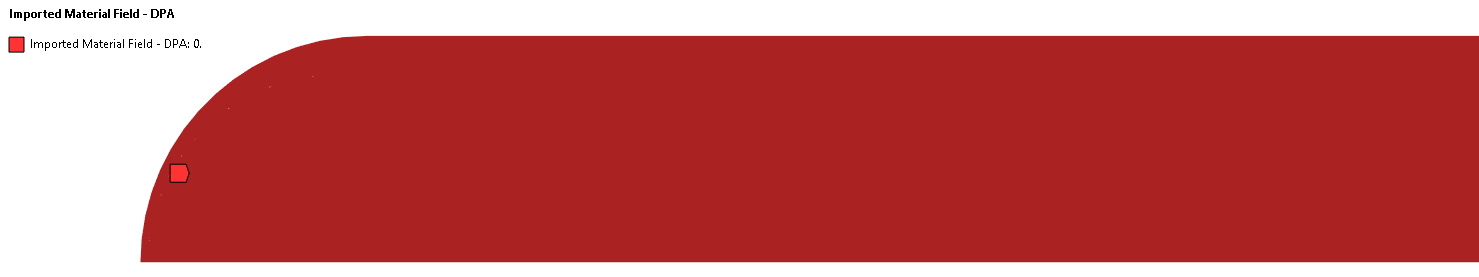 Imported Material Field - DPA
Imported Material Field - DPA: 0.